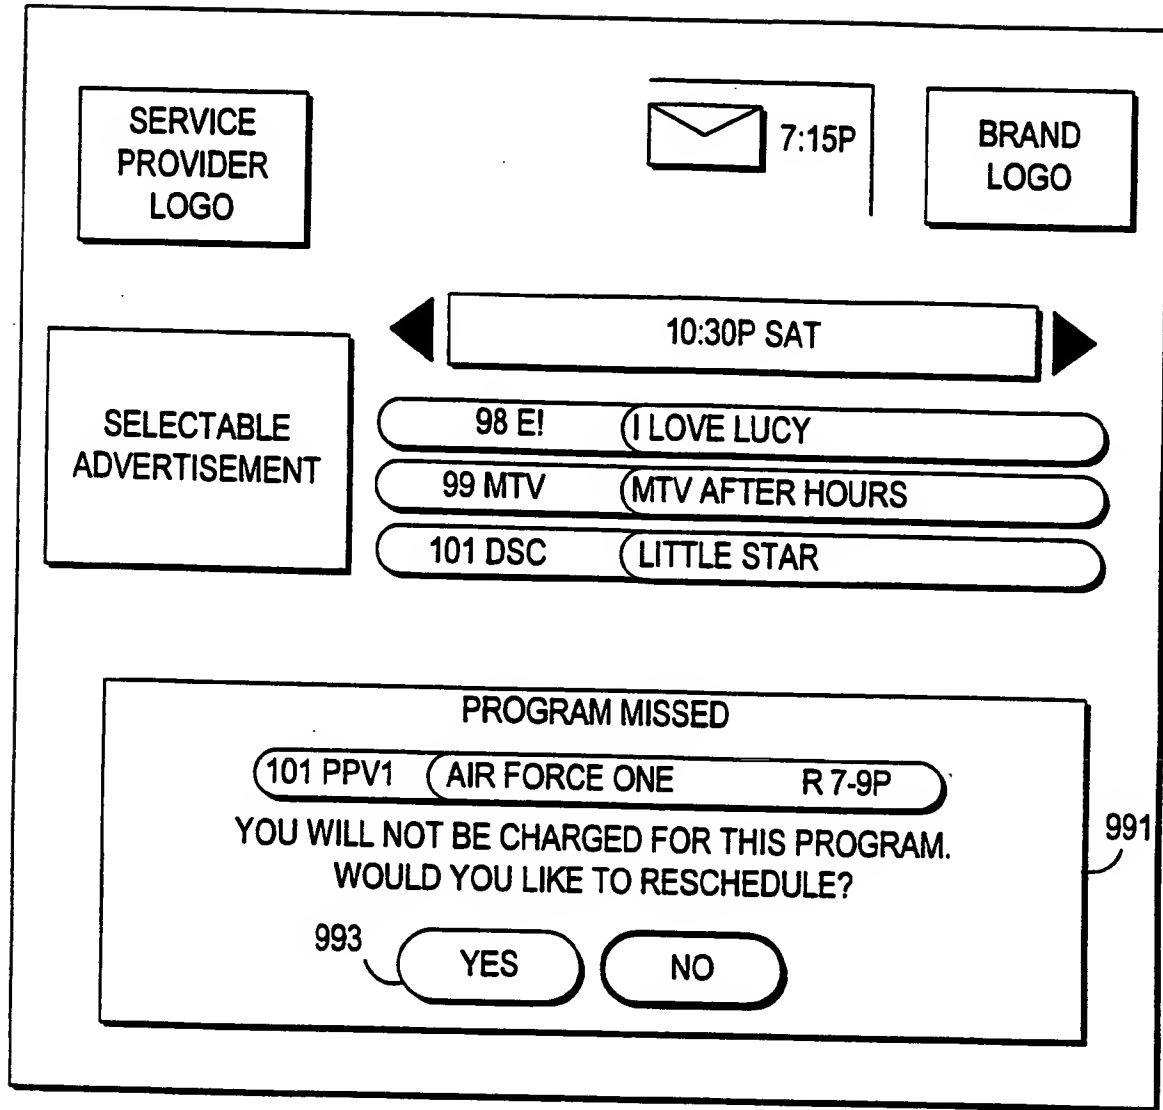 SERVICE
PROVIDER
LOGO
7:15P
BRAND
LOGO
10:30P SAT
SELECTABLE
ADVERTISEMENT
98 E! I LOVE LUCY
99 MTV MTV AFTER HOURS
101 DSC LITTLE STAR
PROGRAM MISSED
101 PPV1 AIR FORCE ONE R 7-9P
YOU WILL NOT BE CHARGED FOR THIS PROGRAM.
WOULD YOU LIKE TO RESCHEDULE?
991
993
YES NO